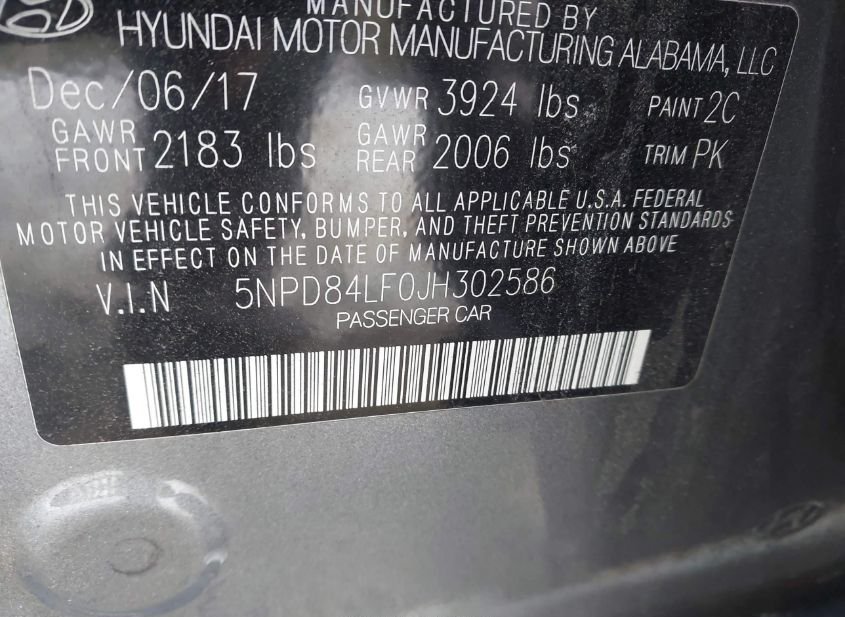 MANUFACTURED BY
HYUNDAI MOTOR MANUFACTURING ALABAMA, LLC
Dec/06/17 GVWR 3924 lbs PAINT 2C
GAWR FRONT 2183 lbs GAWR REAR 2006 lbs TRIM PK
THIS VEHICLE CONFORMS TO ALL APPLICABLE U.S.A. FEDERAL
MOTOR VEHICLE SAFETY, BUMPER, AND THEFT PREVENTION STANDARDS
IN EFFECT ON THE DATE OF MANUFACTURE SHOWN ABOVE
V.I.N 5NPD84LF0JH302586
PASSENGER CAR